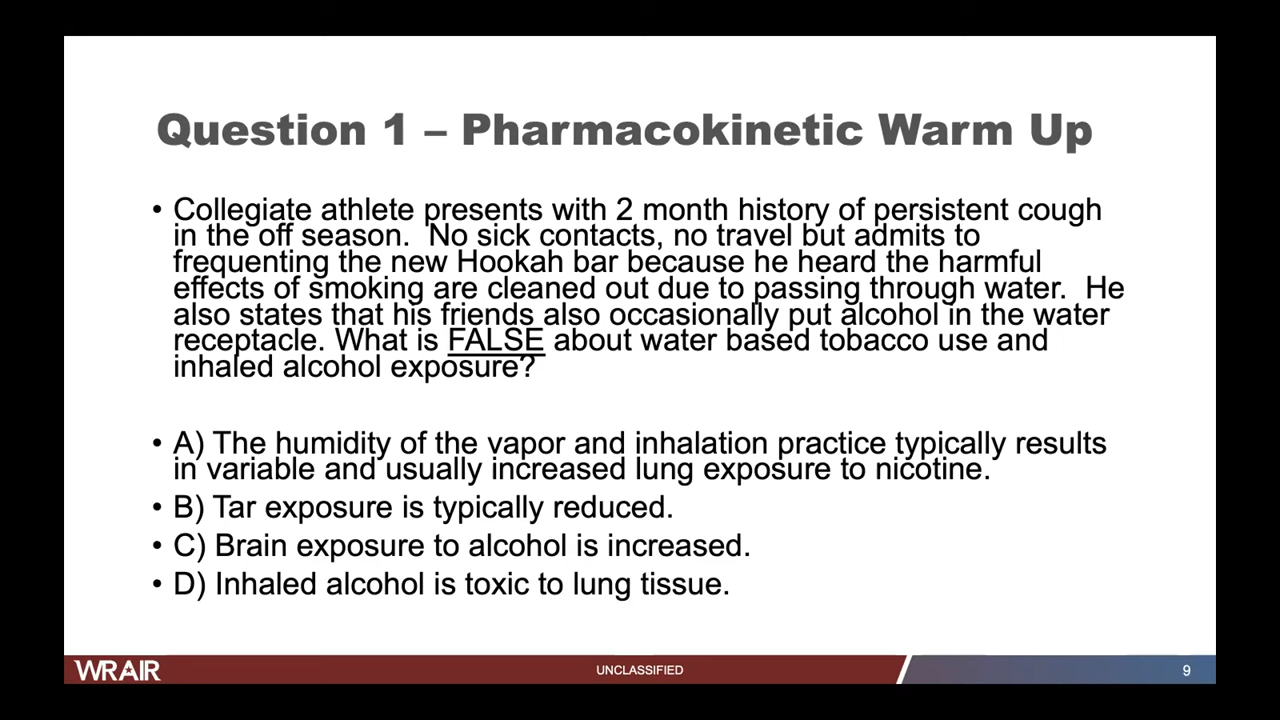 Question 1 – Pharmacokinetic Warm Up
• Collegiate athlete presents with 2 month history of persistent cough
in the off season.  No sick contacts, no travel but admits to
frequenting the new Hookah bar because he heard the harmful
effects of smoking are cleaned out due to passing through water.  He
also states that his friends also occasionally put alcohol in the water
receptacle. What is FALSE about water based tobacco use and
inhaled alcohol exposure?
• A) The humidity of the vapor and inhalation practice typically results
in variable and usually increased lung exposure to nicotine.
• B) Tar exposure is typically reduced.
• C) Brain exposure to alcohol is increased.
• D) Inhaled alcohol is toxic to lung tissue.
WRAIR
UNCLASSIFIED
9